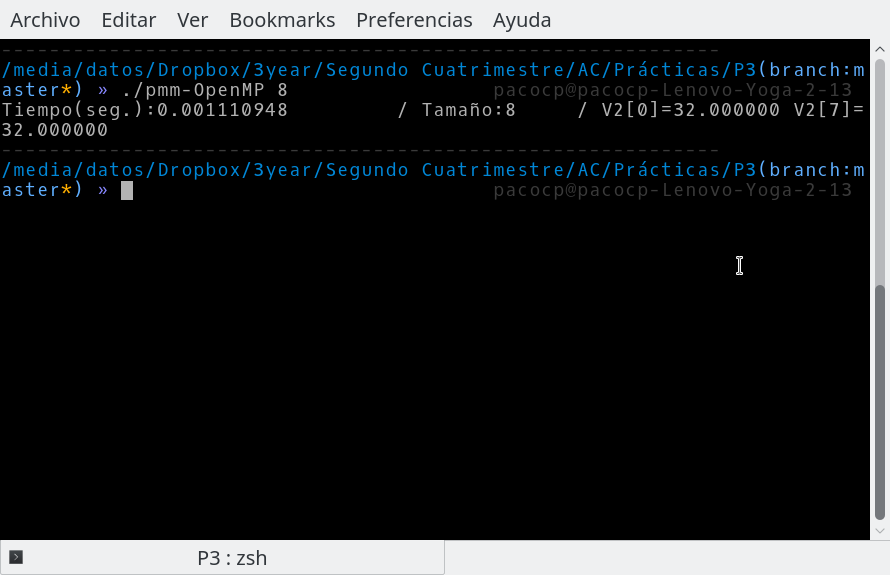 Archivo Editar Ver Bookmarks Preferencias Ayuda
------------------------------------------------------------
/media/datos/Dropbox/3year/Segundo Cuatrimestre/AC/Prácticas/P3(branch:m
aster*) » ./pmm-OpenMP 8 pacocp@pacocp-Lenovo-Yoga-2-13
Tiempo(seg.):0.001110948 / Tamaño:8 / V2[0]=32.000000 V2[7]=
32.000000
------------------------------------------------------------
/media/datos/Dropbox/3year/Segundo Cuatrimestre/AC/Prácticas/P3(branch:m
aster*) » pacocp@pacocp-Lenovo-Yoga-2-13
P3 : zsh